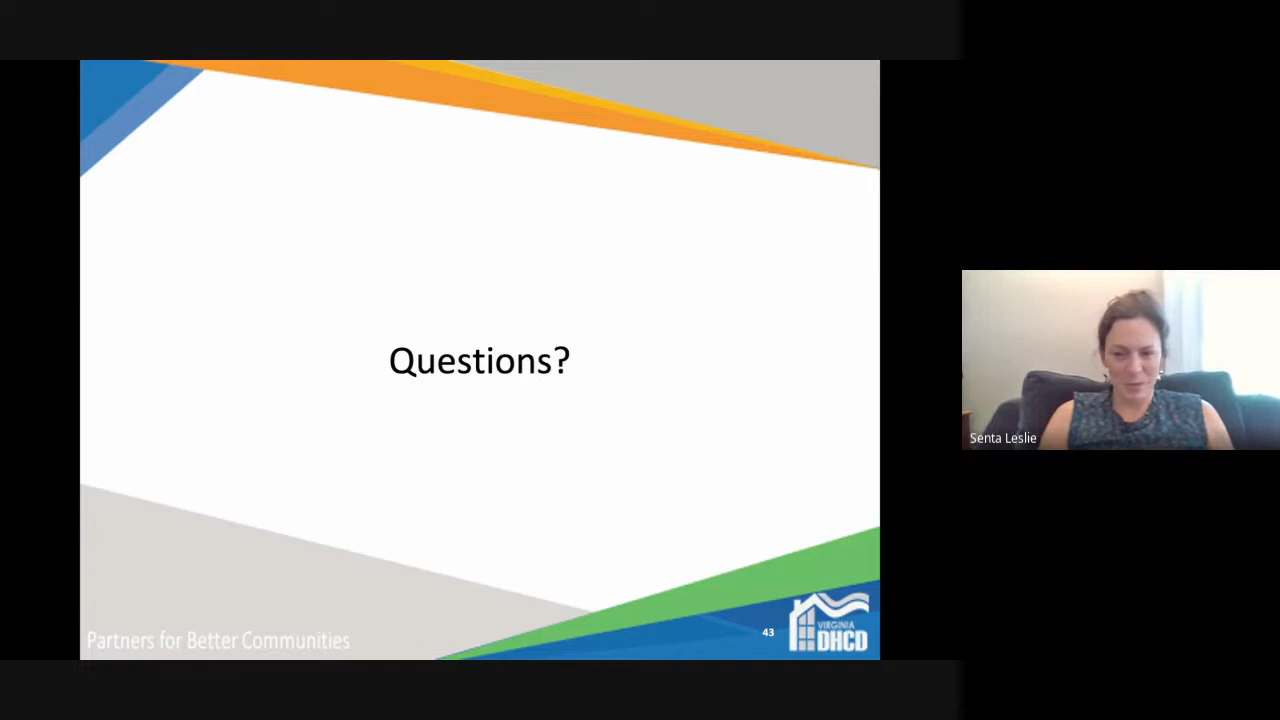 Questions?
Senta Leslie
Partners for Better Communities
43
VIRGINIA
DHCD